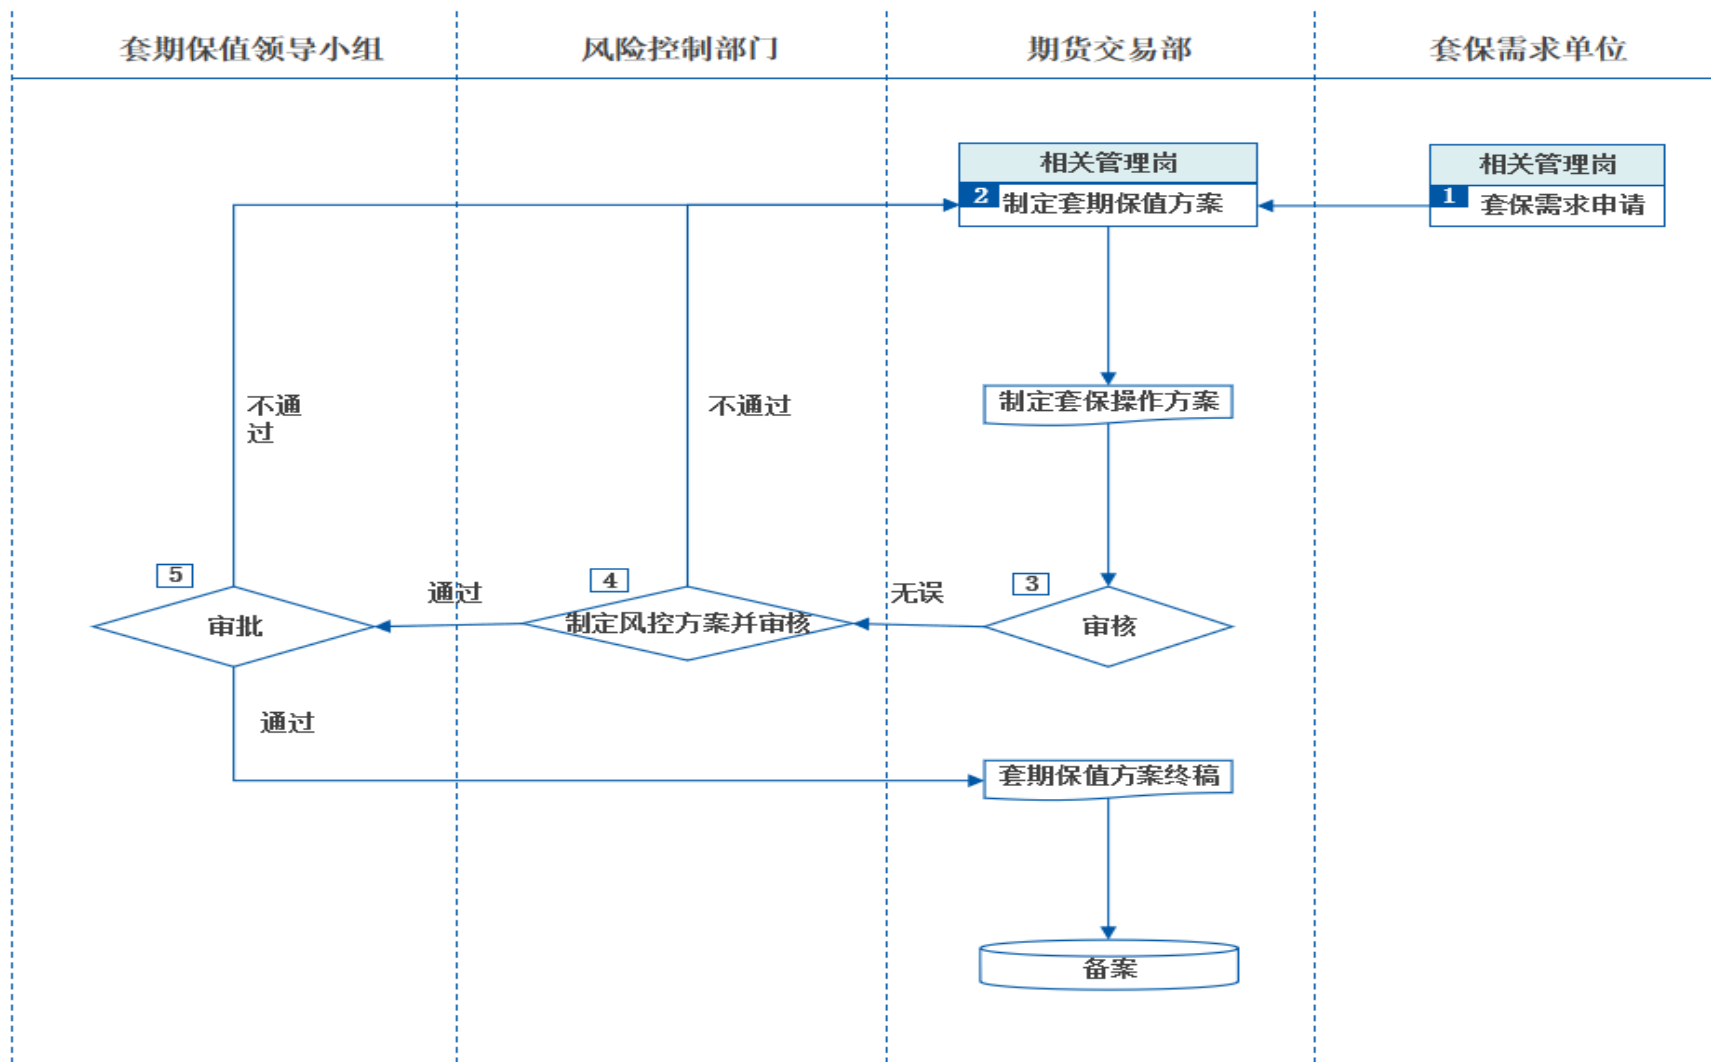 套期保值领导小组
风险控制部门
期货交易部
套保需求单位
相关管理岗
2
制定套期保值方案
相关管理岗
1
套保需求申请
不通
过
不通过
制定套保操作方案
5
审批
通过
4
制定风控方案并审核
无误
3
审核
通过
套期保值方案终稿
备案